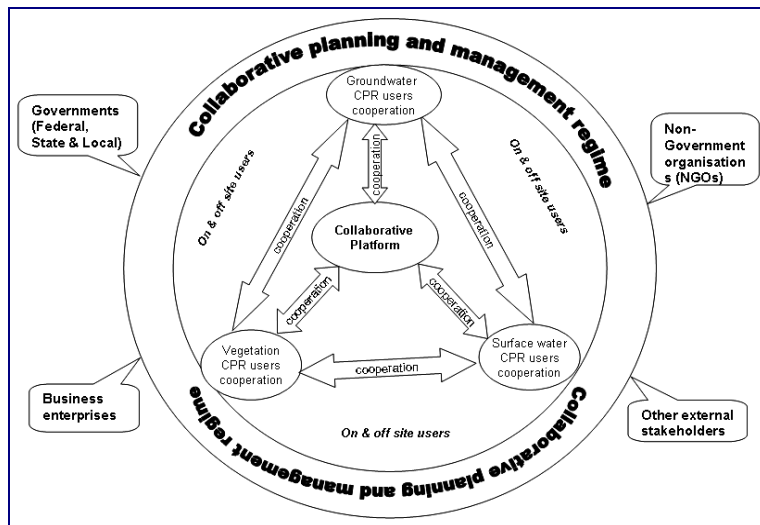 Collaborative planning and management regime
Groundwater
CPR users
cooperation
Governments
(Federal,
State & Local)
Non-
Government
organisation
s (NGOs)
On & off site users
On & off site users
cooperation
cooperation
cooperation
Collaborative
Platform
cooperation
cooperation
Vegetation
CPR users
cooperation
Surface water
CPR users
cooperation
cooperation
Business
enterprises
Other external
stakeholders
On & off site users
Collaborative planning and management regime